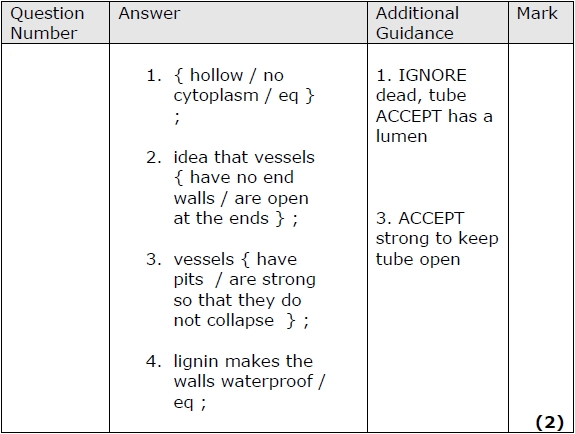 Question Number
Answer
Additional Guidance
Mark
1. { hollow / no
cytoplasm / eq }
;
2. idea that vessels
{ have no end
walls / are open
at the ends } ;
3. vessels { have
pits / are strong
so that they do
not collapse } ;
4. lignin makes the
walls waterproof /
eq ;
1. IGNORE
dead, tube
ACCEPT has a
lumen
3. ACCEPT
strong to keep
tube open
(2)